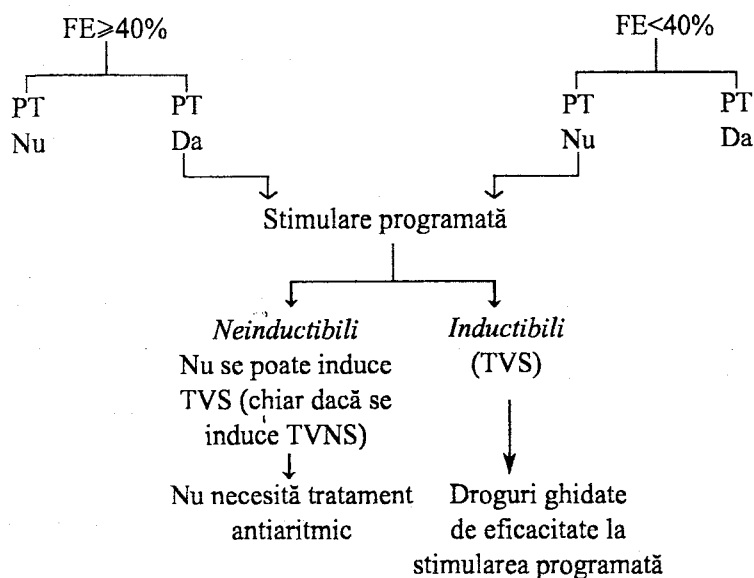 FE⩾40%
FE<40%
PT
PT
PT
PT
Nu
Da
Nu
Da
Stimulare programată
Neinductibili
Nu se poate induce
TVS (chiar dacă se
induce TVNS)
Inductibili
(TVS)
Nu necesită tratament
antiaritmic
Droguri ghidate
de eficacitate la
stimularea programată